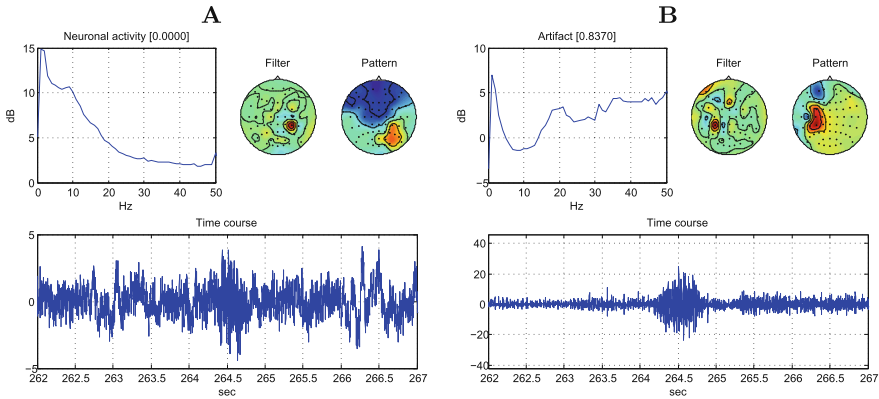 A
B
Neuronal activity [0.0000]
Artifact [0.8370]
15
10
5
0
dB
0 10 20 30 40 50
Hz
Filter
Pattern
10
5
0
−5
dB
0 10 20 30 40 50
Hz
Filter
Pattern
Time course
5
0
−5
262 262.5 263 263.5 264 264.5 265 265.5 266 266.5 267
sec
Time course
40
20
0
−20
−40
262 262.5 263 263.5 264 264.5 265 265.5 266 266.5 267
sec